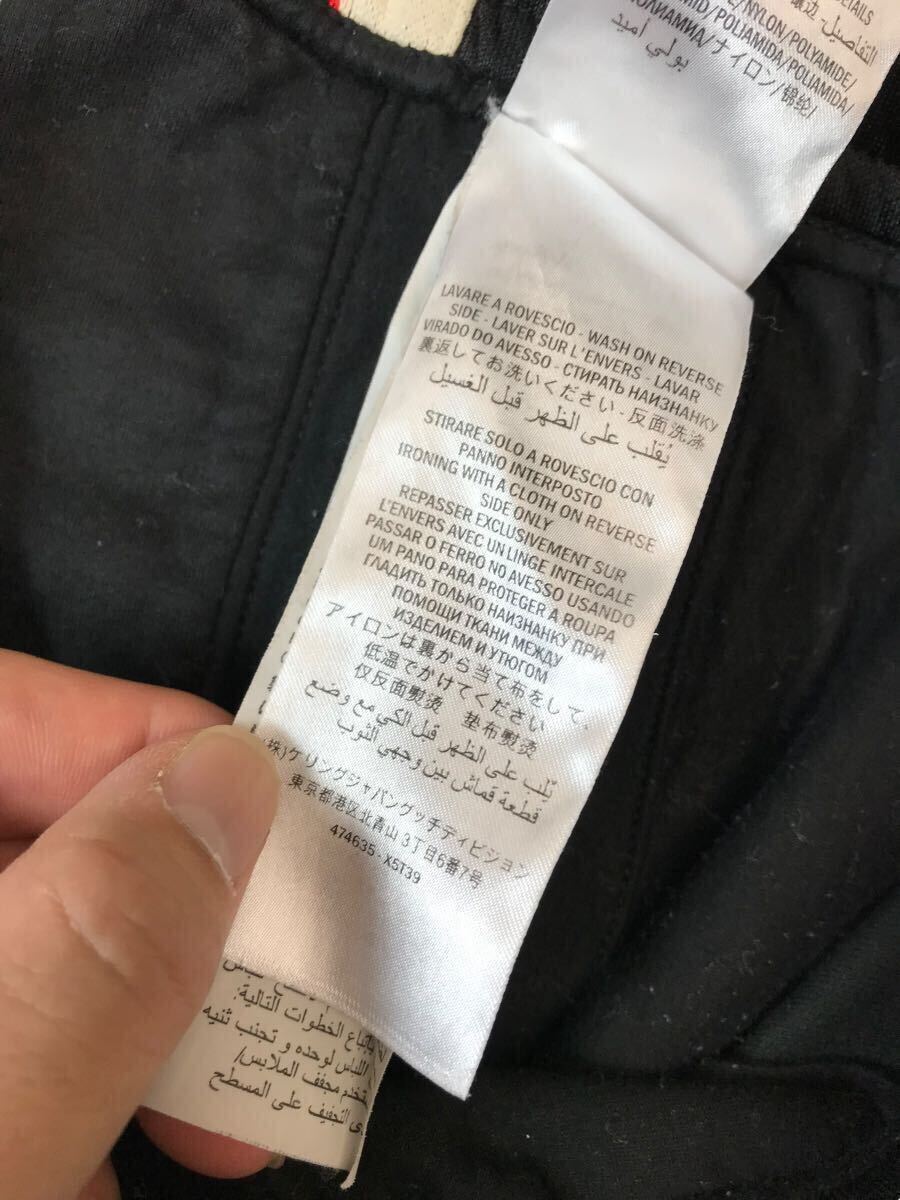 DETAILS
التفاصيل
/NYLON/POLYAMIDE/
/POLIAMIDA/POLIAMIDA/
ナイロン/锦纶/
بولي أميد
LAVARE A ROVESCIO - WASH ON REVERSE
SIDE - LAVER SUR L'ENVERS - LAVAR
VIRADO DO AVESSO - СТИРАТЬ НАИЗНАНКУ
裏返してお洗いください - 反面洗涤
يُقلب على الظهر قبل الغسيل
STIRARE SOLO A ROVESCIO CON
PANNO INTERPOSTO
IRONING WITH A CLOTH ON REVERSE
SIDE ONLY
REPASSER EXCLUSIVEMENT SUR
L'ENVERS AVEC UN LINGE INTERCALE
PASSAR O FERRO NO AVESSO USANDO
UM PANO PARA PROTEGER A ROUPA
ГЛАДИТЬ ТОЛЬКО НАИЗНАНКУ ПРИ
ПОМОЩИ ТКАНИ МЕЖДУ
ИЗДЕЛИЕМ И УТЮГОМ
アイロンは裏から当て布をして、
低温でかけてください
仅反面熨烫 垫布熨烫
يُلب على الظهر قبل الكي مع وضع
قطعة قماش بين وجهي الثوب
(株)ケリングジャパングッチディビジョン
東京都港区北青山3丁目6番7号
474635-X5T39
بإتباع الخطوات التالية:
اللباس لوحده و تجنب ثنيه
مجفف الملابس/
التجفيف على المسطح